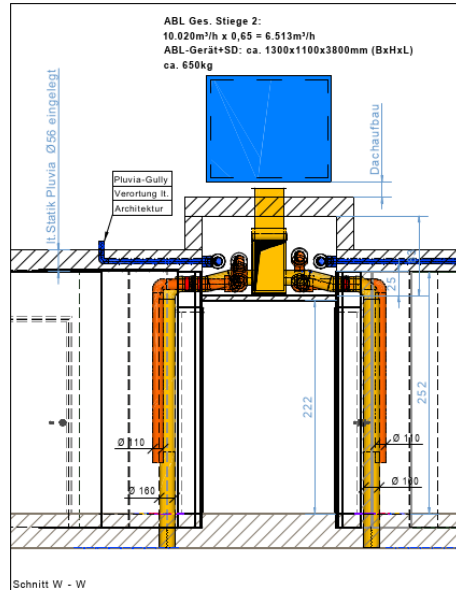 ABL Ges. Stiege 2:
10.020m³/h x 0,65 = 6.513m³/h
ABL-Gerät+SD: ca. 1300x1100x3800mm (BxHxL)
ca. 650kg
lt.Statik Pluvia Ø56 eingelegt
Dachaufbau
Pluvia-Gully
Verortung lt.
Architektur
25
222
252
Ø 110
Ø 110
Ø 160
Schnitt W - W